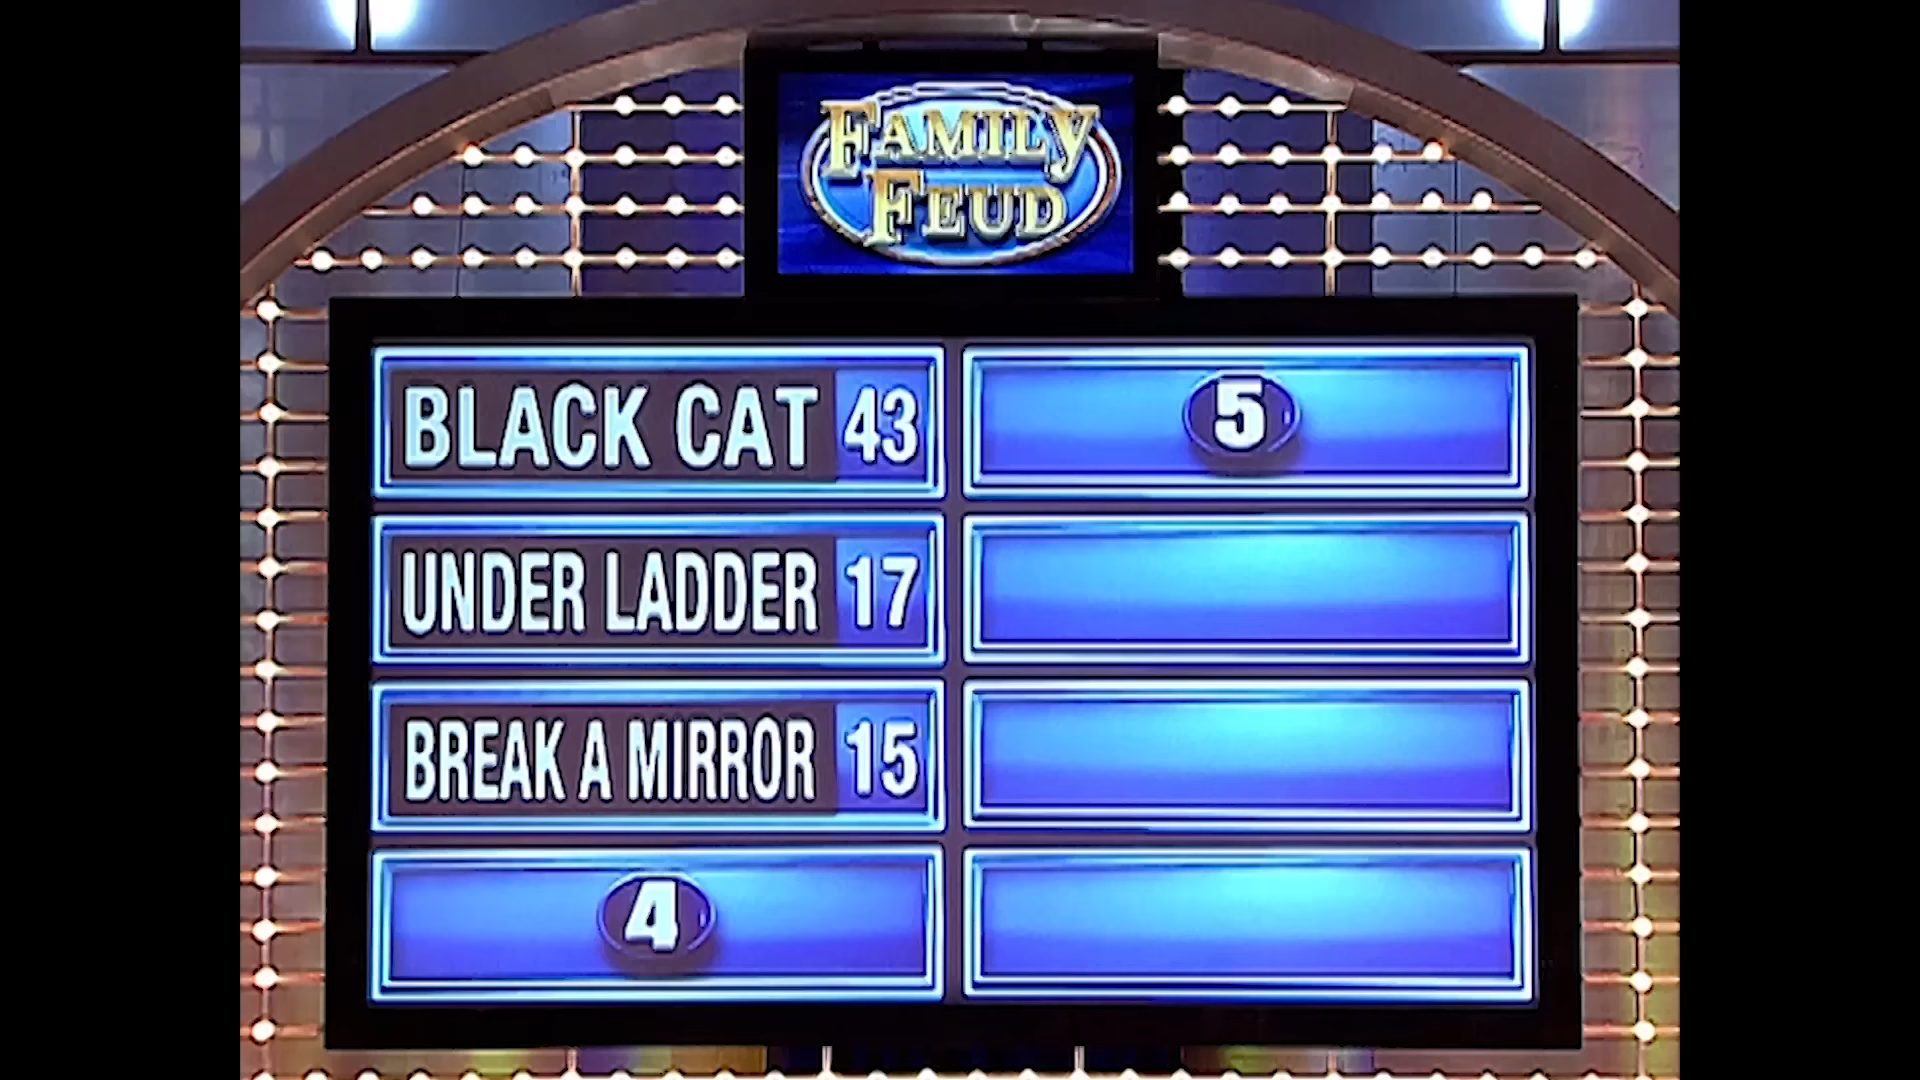 FAMILY
FEUD
BLACK CAT 43
UNDER LADDER 17
BREAK A MIRROR 15
4
5